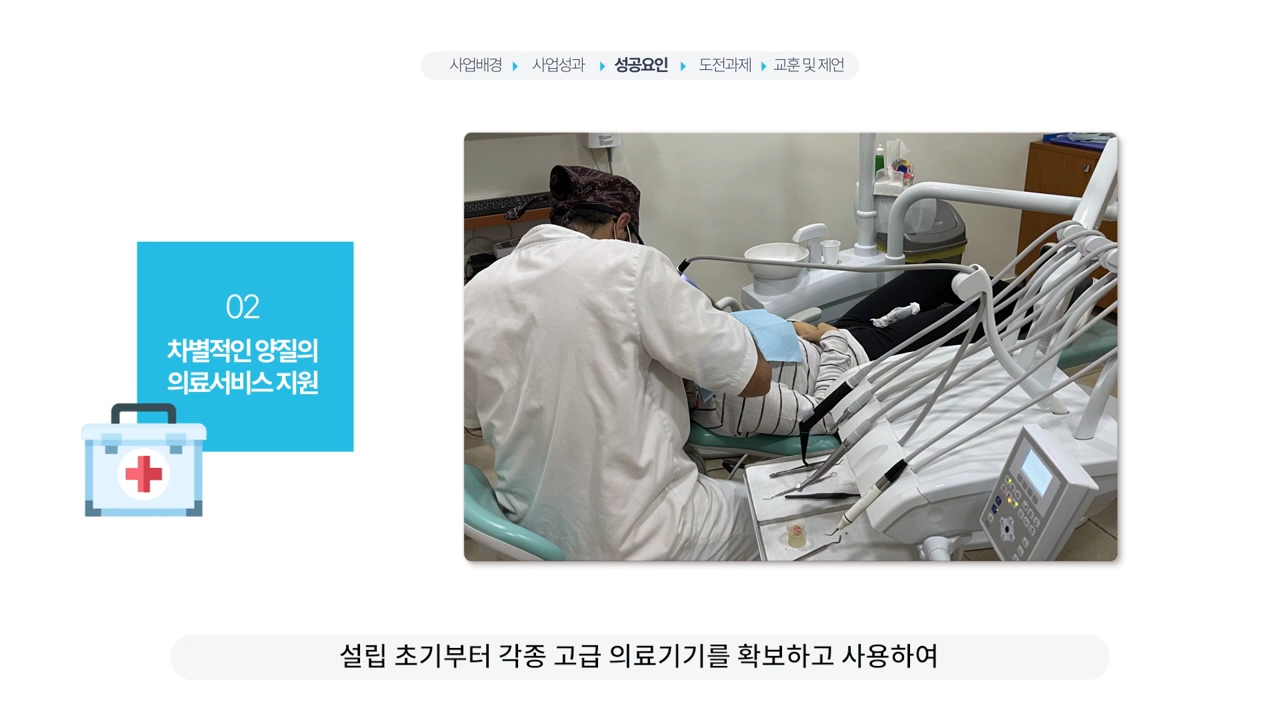 사업배경 사업성과 성공요인 도전과제 교훈 및 제언
02
차별적인 양질의
의료서비스 지원
설립 초기부터 각종 고급 의료기기를 확보하고 사용하여